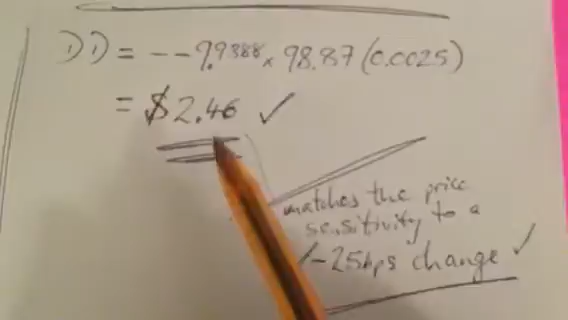 DD = - -9.9388 x 98.87 (0.0025)
= $2.46 ✓
matches the price
sensitivity to a
/-25bps change ✓